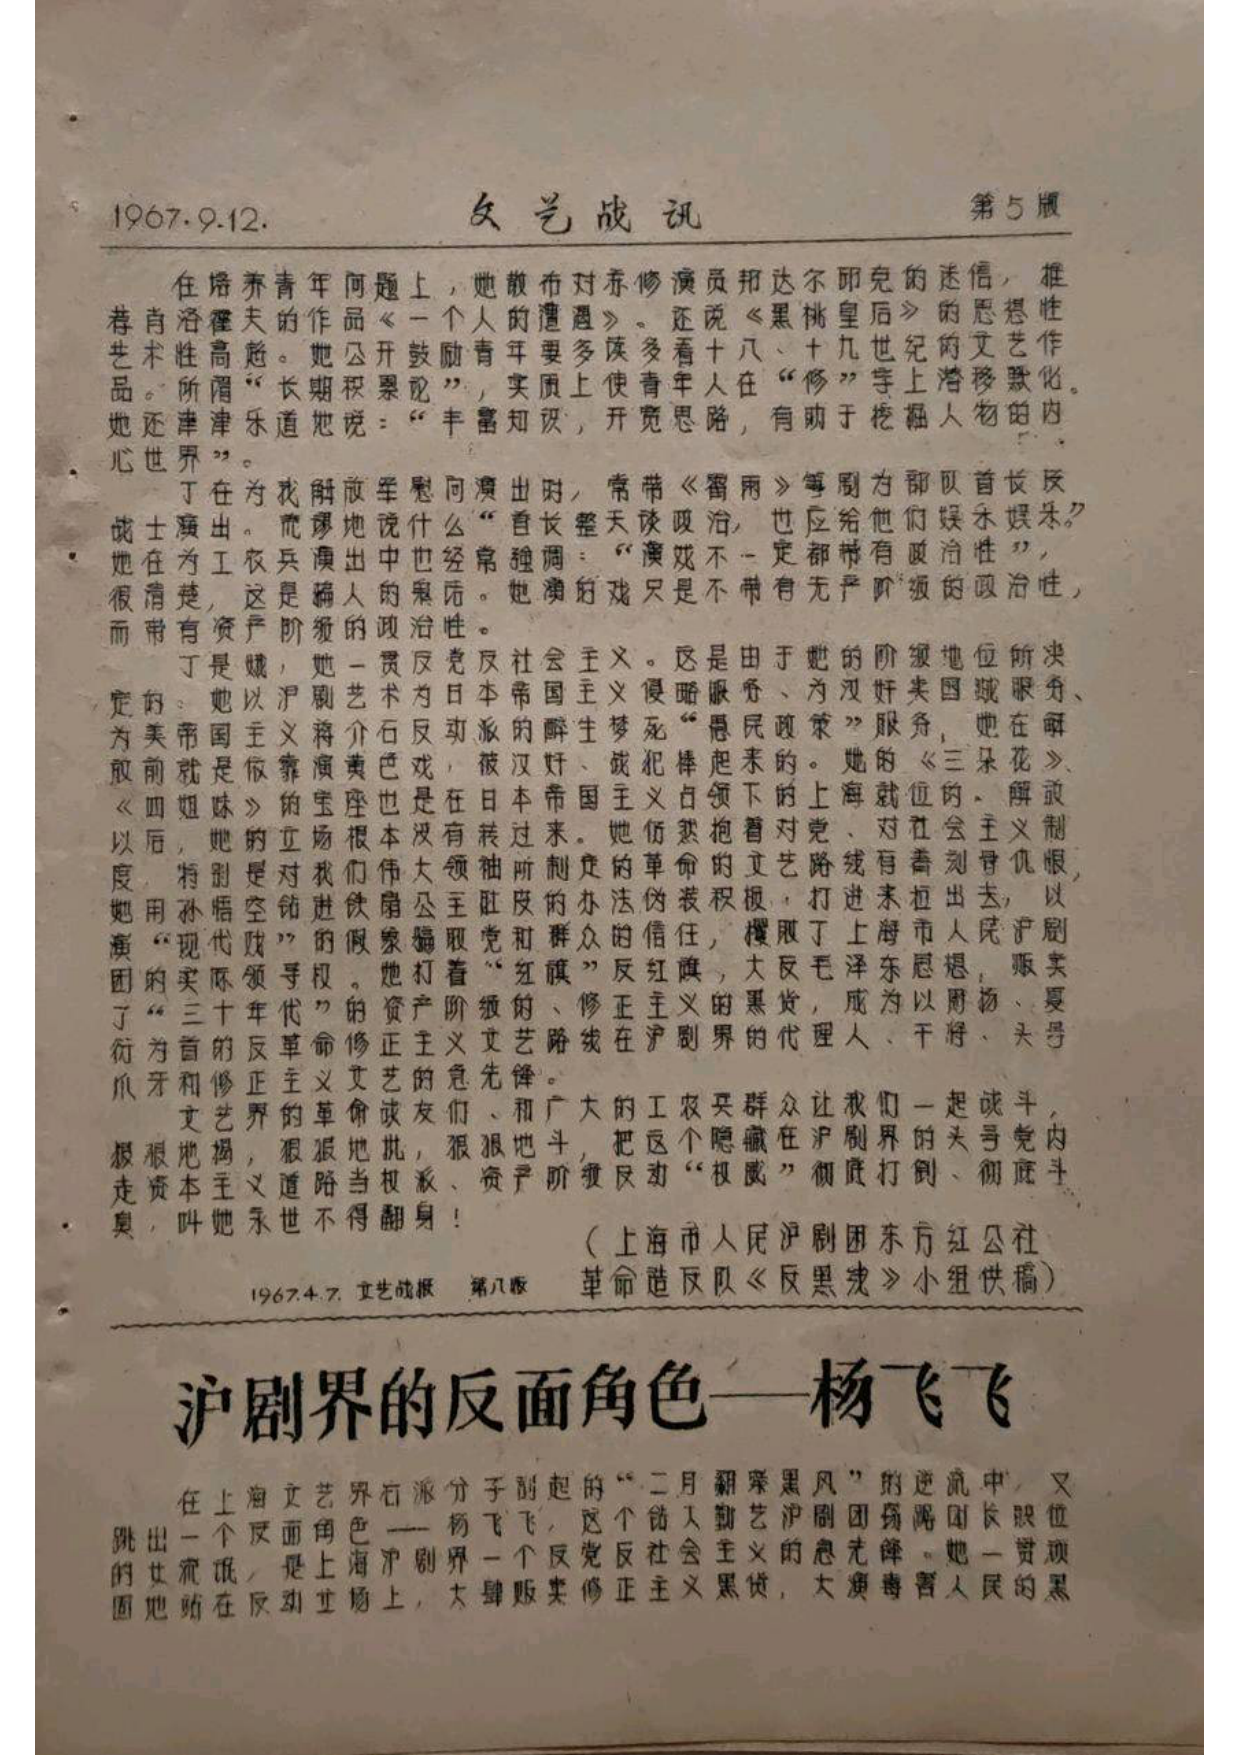 1967.9.12. 文艺战讯 第5版
在培养青年问题上，她散布对苏修演员邦达尔邱克的迷信，推
荐肖洛霍夫的作品《一个人的遭遇》。还说《黑桃皇后》的思想性
艺术性高超。她公开鼓励青年要多读多看十八、十九世纪的文艺作
品。所谓“长期积累论”，实质上使青年人在“修”字上潜移默化。
她还津津乐道地说：“丰富知识，开宽思路，有助于挖掘人物的内
心世界”。
丁在为我解放军慰问演出时，常带《雷雨》等剧为部队首长及
战士演出。荒谬地说什么“首长整天谈政治，也应给他们娱乐娱乐。”
她在为工农兵演出中也经常强调：“演戏不一定都带有政治性”，
很清楚，这是骗人的鬼话。她演的戏只是不带有无产阶级的政治性，
而带有资产阶级的政治性。
丁是娥，她一贯反党反社会主义。这是由于她的阶级地位所决
定的。她以沪剧艺术为日本帝国主义侵略服务、为汉奸卖国贼服务、
为美帝国主义蒋介石反动派的醉生梦死“愚民政策”服务，她在解
放前就是依靠演黄色戏，被汉奸、战犯捧起来的。她的《三朵花》、
《四姐妹》的宝座也是在日本帝国主义占领下的上海就位的。解放
以后，她的立场根本没有转过来。她仍然抱着对党、对社会主义制
度，特别是对我们伟大领袖所制定的革命的文艺路线有着刻骨仇恨，
她用孙悟空钻进铁扇公主肚皮的办法伪装积极，打进来拉出去，以
演“现代戏”的假象骗取党和群众的信任，攫取了上海市人民沪剧
团的实际领导权。她打着“红旗”反红旗，大反毛泽东思想，贩卖
了“三十年代”的资产阶级的、修正主义的黑货，成为以周扬、夏
衍为首的反革命修正主义文艺路线在沪剧界的代理人、干将、头号
爪牙和修正主义文艺的急先锋。
文艺界的革命战友们、和广大的工农兵群众让我们一起战斗，
狠狠地揭，狠狠地批，狠狠地斗，把这个隐藏在沪剧界的头号党内
走资本主义道路当权派、资产阶级反动“权威”彻底打倒、彻底斗
臭，叫她永世不得翻身！
（上海市人民沪剧团东方红公社
革命造反队《反黑线》小组供稿）
1967.4.7. 文艺战报 第八版
沪剧界的反面角色——杨飞飞
在上海文艺界右派分子刮起的“二月翻案黑风”的逆流中，又
跳出一个反面角色——杨飞飞，这个钻入勤艺沪剧团窃踞团长职位
的女流氓，是上海沪剧界一个反党反社会主义的急先锋。她一贯顽
固地站在反动立场上，大肆贩卖修正主义黑货，大演毒害人民的黑